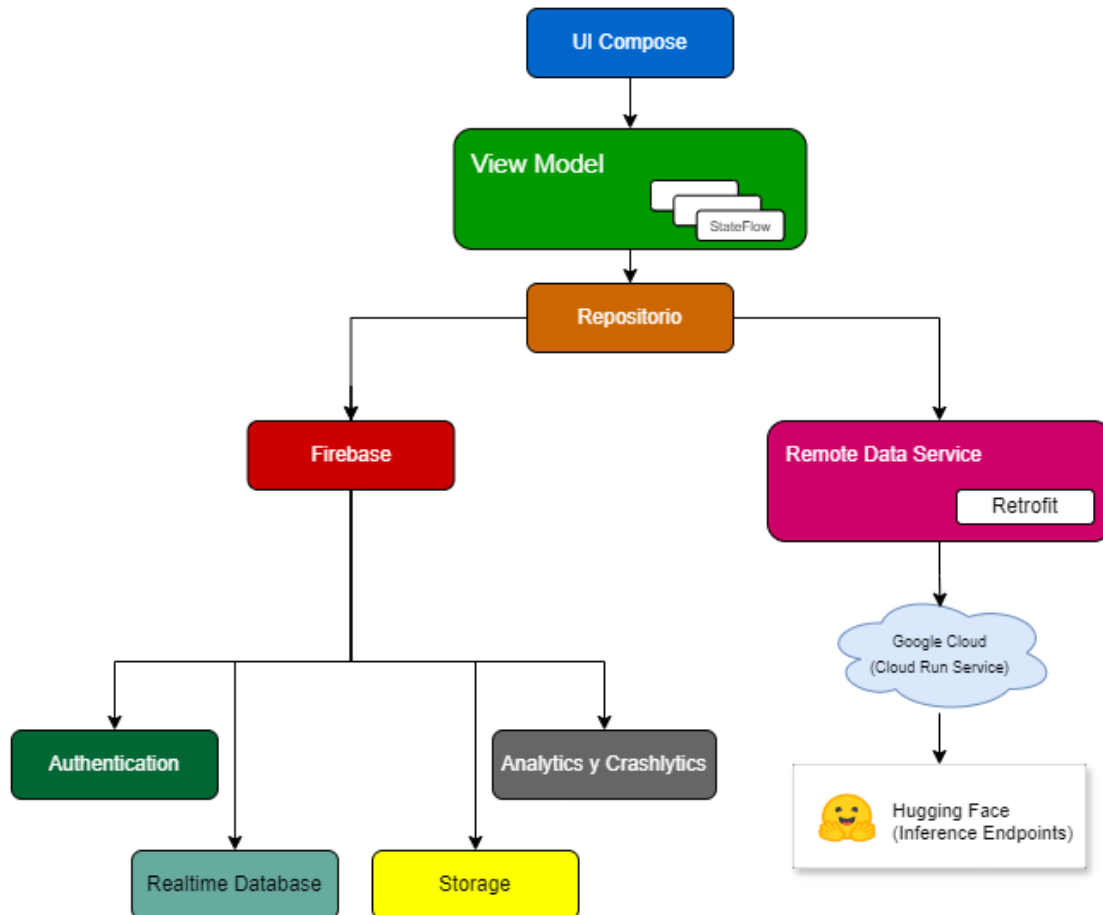 UI Compose
View Model
StateFlow
Repositorio
Firebase
Remote Data Service
Retrofit
Google Cloud
(Cloud Run Service)
Authentication
Analytics y Crashlytics
Hugging Face
(Inference Endpoints)
Realtime Database
Storage